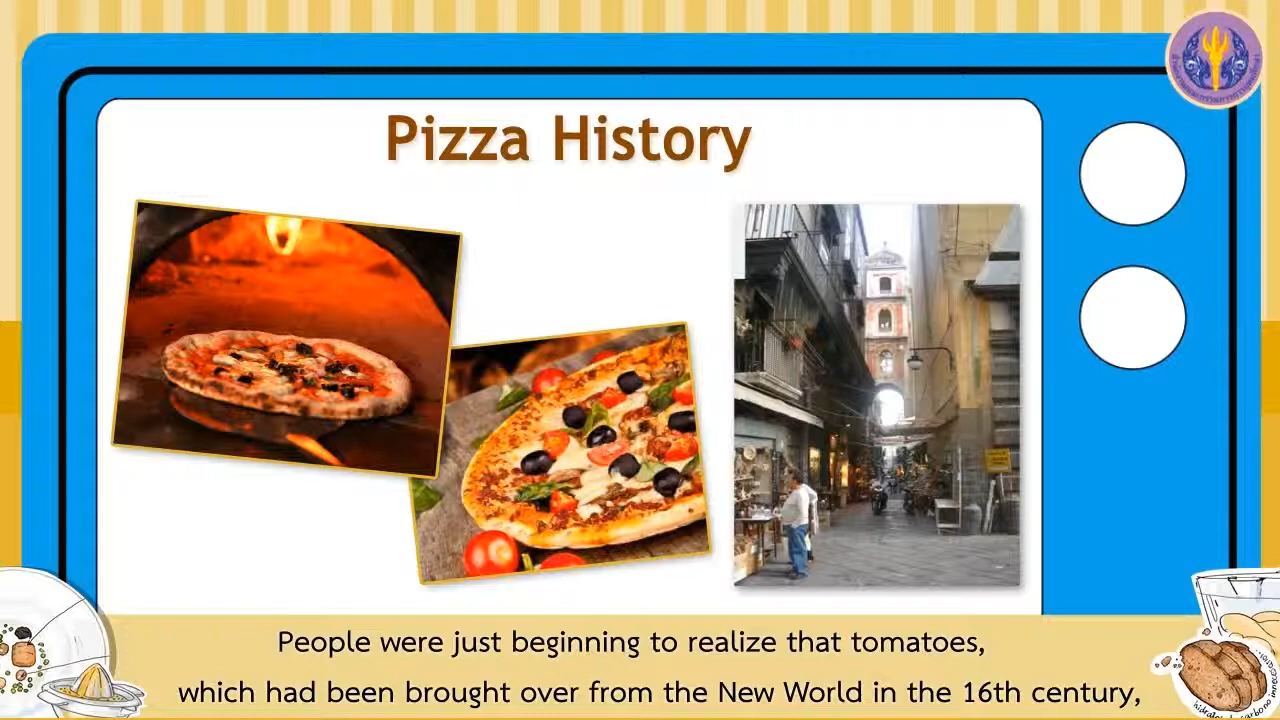 Pizza History
People were just beginning to realize that tomatoes,
which had been brought over from the New World in the 16th century,